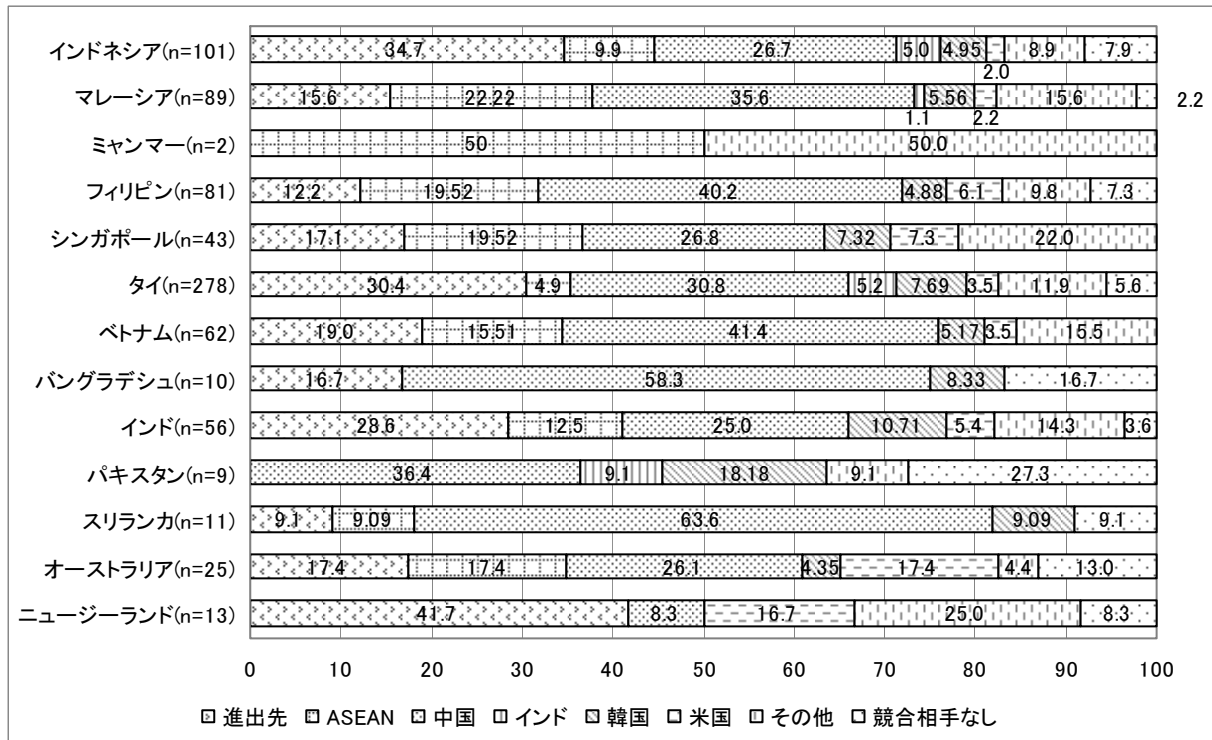 インドネシア(n=101) 34.7 9.9 26.7 5.0 4.95 2.0 8.9 7.9
マレーシア(n=89) 15.6 22.22 35.6 1.1 5.56 2.2 15.6 2.2
ミャンマー(n=2) 50 50.0
フィリピン(n=81) 12.2 19.52 40.2 4.88 6.1 9.8 7.3
シンガポール(n=43) 17.1 19.52 26.8 7.32 7.3 22.0
タイ(n=278) 30.4 4.9 30.8 5.2 7.69 3.5 11.9 5.6
ベトナム(n=62) 19.0 15.51 41.4 5.17 3.5 15.5
バングラデシュ(n=10) 16.7 58.3 8.33 16.7
インド(n=56) 28.6 12.5 25.0 10.71 5.4 14.3 3.6
パキスタン(n=9) 36.4 9.1 18.18 9.1 27.3
スリランカ(n=11) 9.1 9.09 63.6 9.09 9.1
オーストラリア(n=25) 17.4 17.4 26.1 4.35 17.4 4.4 13.0
ニュージーランド(n=13) 41.7 8.3 16.7 25.0 8.3
0 10 20 30 40 50 60 70 80 90 100
進出先 ASEAN 中国 インド 韓国 米国 その他 競合相手なし